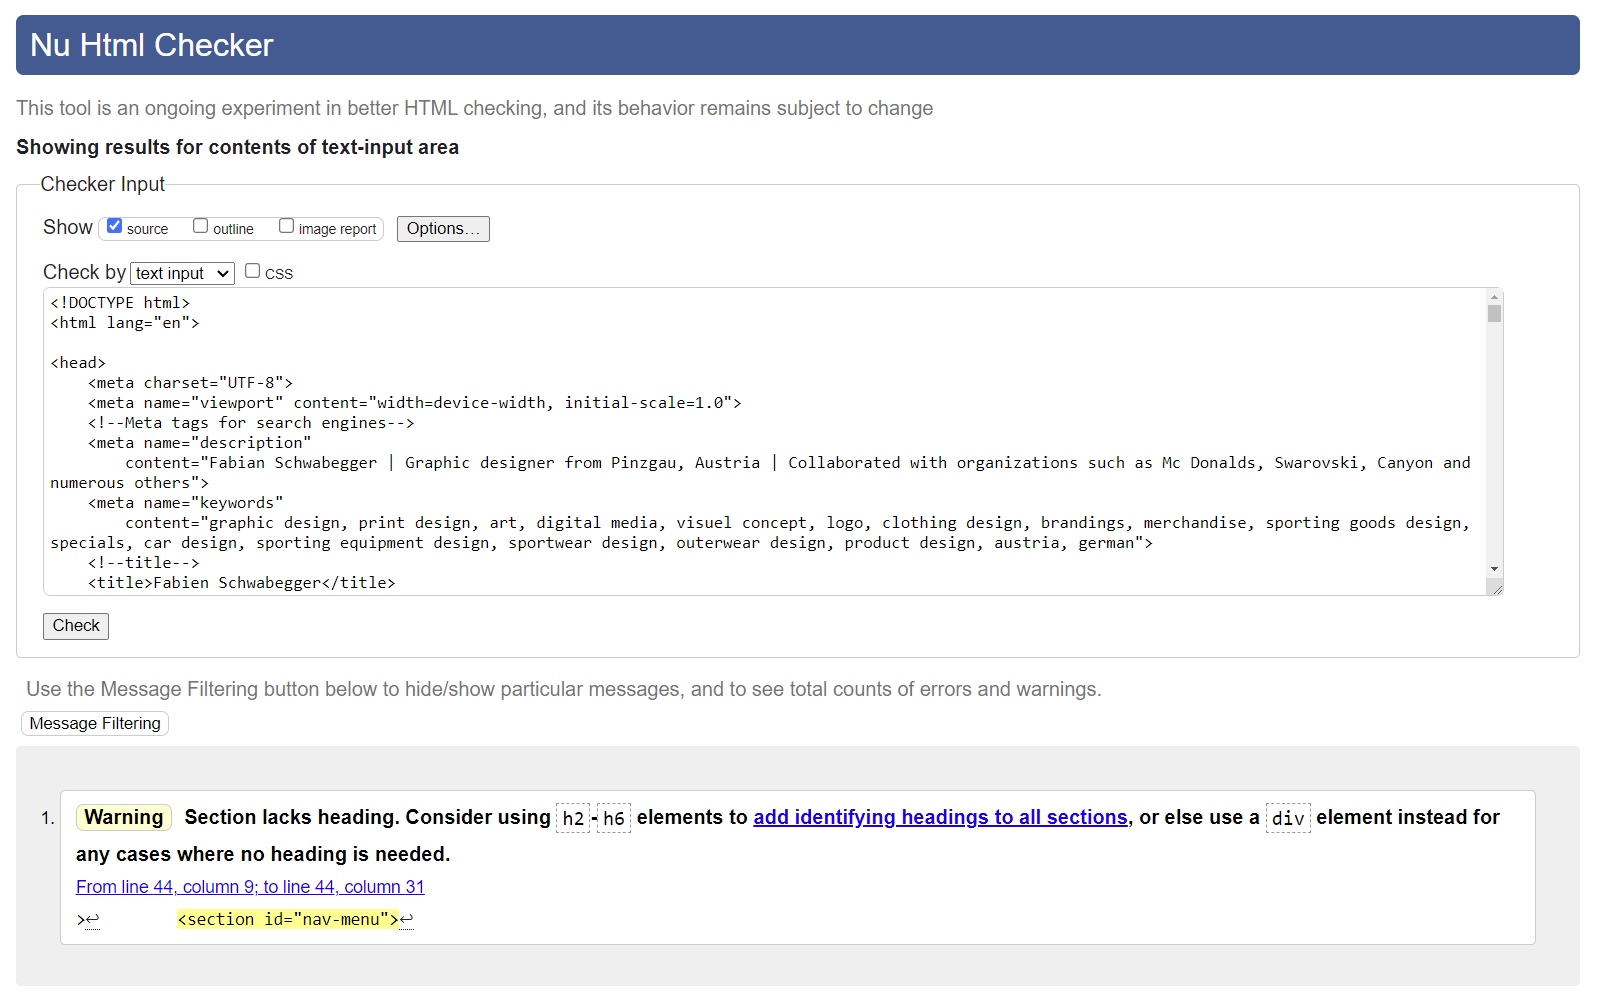 Nu Html Checker
This tool is an ongoing experiment in better HTML checking, and its behavior remains subject to change
Showing results for contents of text-input area
Checker Input
Show source outline image report Options…
Check by text input CSS
<!DOCTYPE html>
<html lang="en">
<head>
    <meta charset="UTF-8">
    <meta name="viewport" content="width=device-width, initial-scale=1.0">
    <!--Meta tags for search engines-->
    <meta name="description"
        content="Fabian Schwabegger | Graphic designer from Pinzgau, Austria | Collaborated with organizations such as Mc Donalds, Swarovski, Canyon and
numerous others">
    <meta name="keywords"
        content="graphic design, print design, art, digital media, visuel concept, logo, clothing design, brandings, merchandise, sporting goods design,
specials, car design, sporting equipment design, sportwear design, outerwear design, product design, austria, german">
    <!--title-->
    <title>Fabien Schwabegger</title>
Check
Use the Message Filtering button below to hide/show particular messages, and to see total counts of errors and warnings.
Message Filtering
1. Warning Section lacks heading. Consider using h2-h6 elements to add identifying headings to all sections, or else use a div element instead for
any cases where no heading is needed.
From line 44, column 9; to line 44, column 31
>↩        <section id="nav-menu">↩